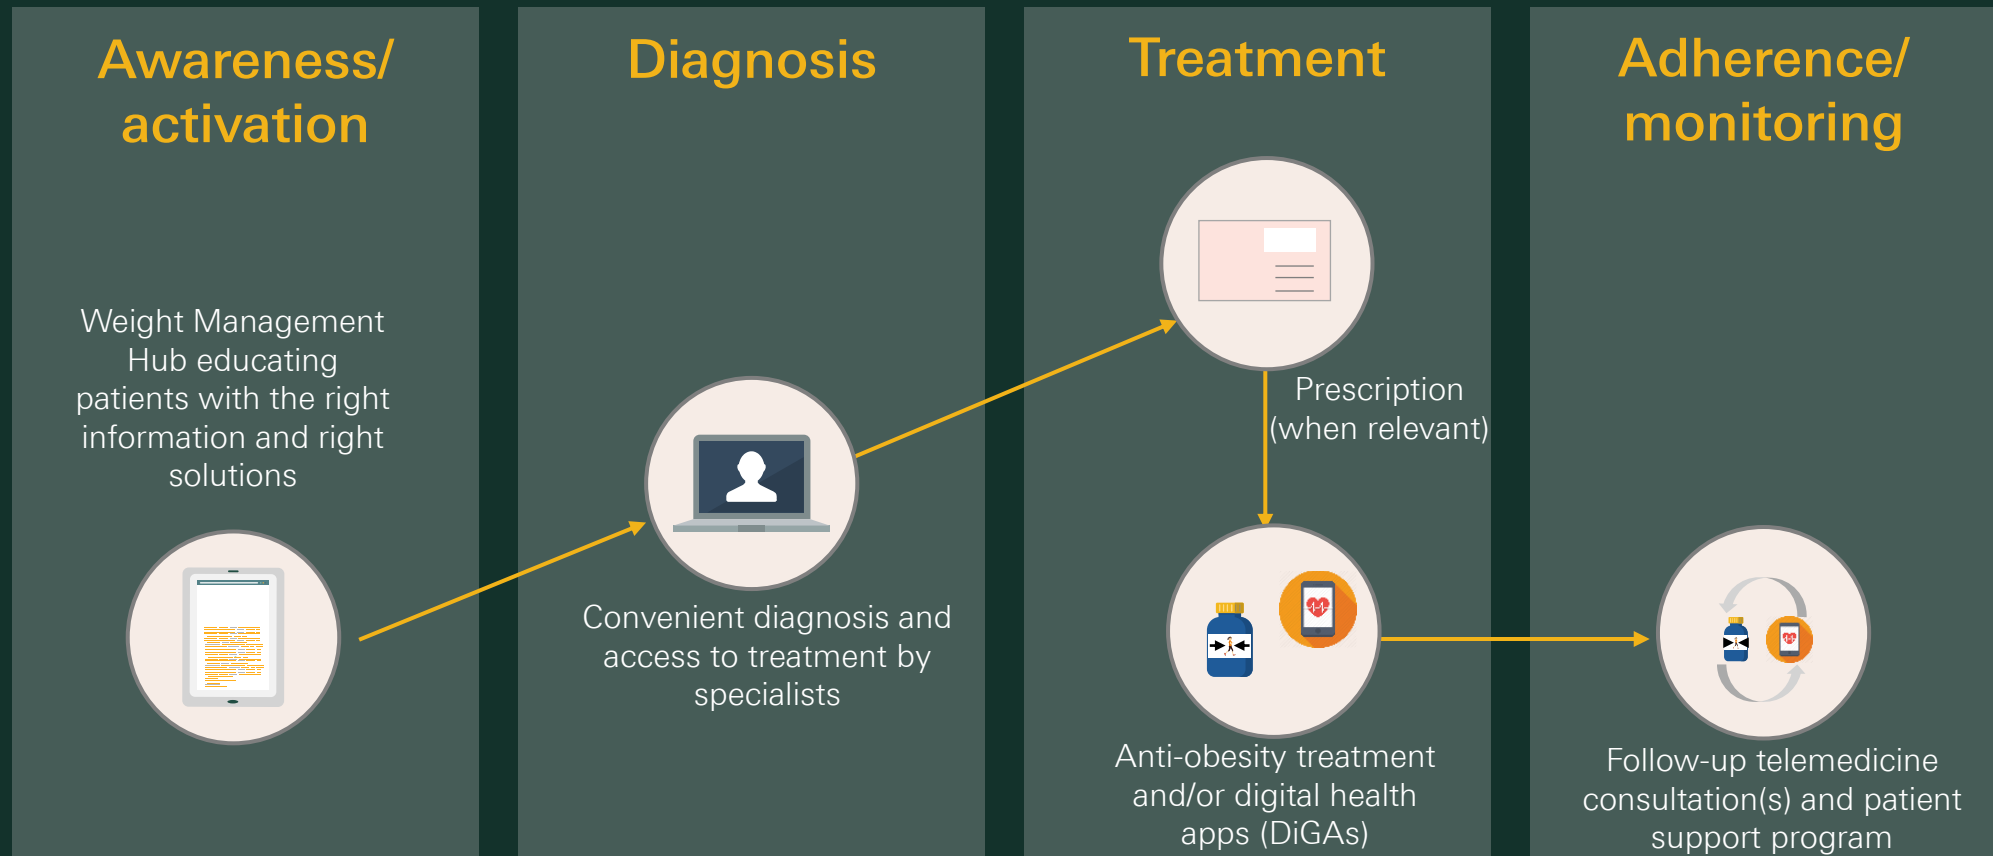 Awareness/
activation
Weight Management
Hub educating
patients with the right
information and right
solutions
Diagnosis
Convenient diagnosis and
access to treatment by
specialists
Treatment
Prescription
(when relevant)
Anti-obesity treatment
and/or digital health
apps (DiGAs)
Adherence/
monitoring
Follow-up telemedicine
consultation(s) and patient
support program